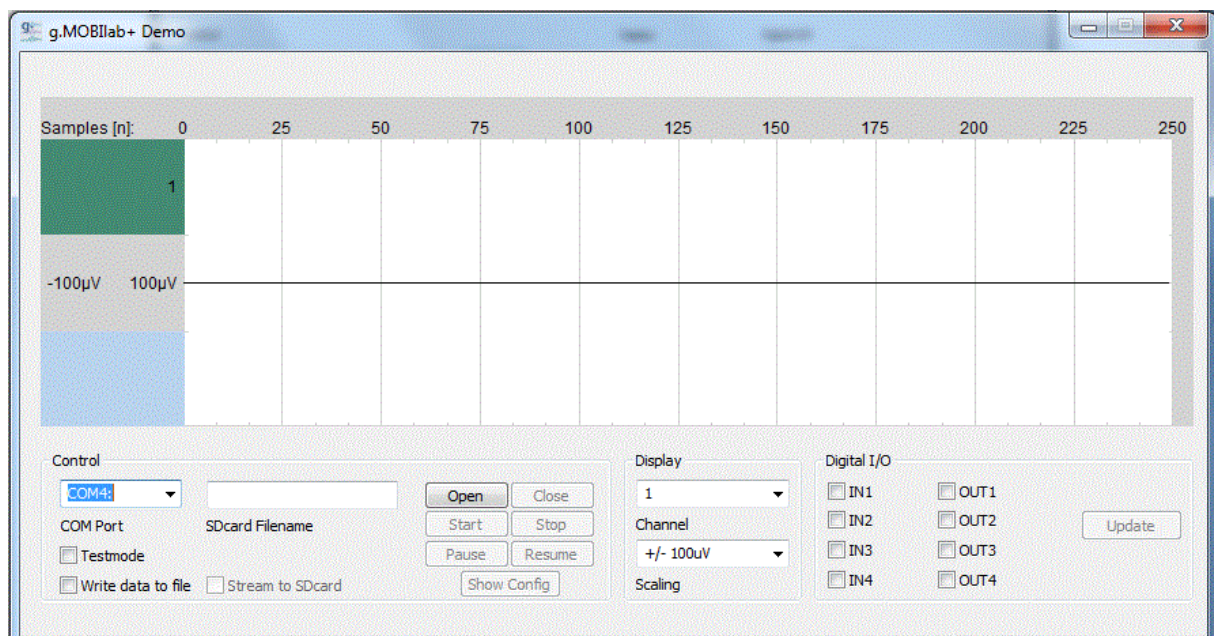 g.MOBIlab+ Demo
Samples [n]: 0 25 50 75 100 125 150 175 200 225 250
1
-100µV 100µV
Control
COM4:
COM Port
SDcard Filename
Testmode
Write data to file
Stream to SDcard
Open Close
Start Stop
Pause Resume
Show Config
Display
1
Channel
+/- 100uV
Scaling
Digital I/O
IN1 OUT1
IN2 OUT2
IN3 OUT3
IN4 OUT4
Update